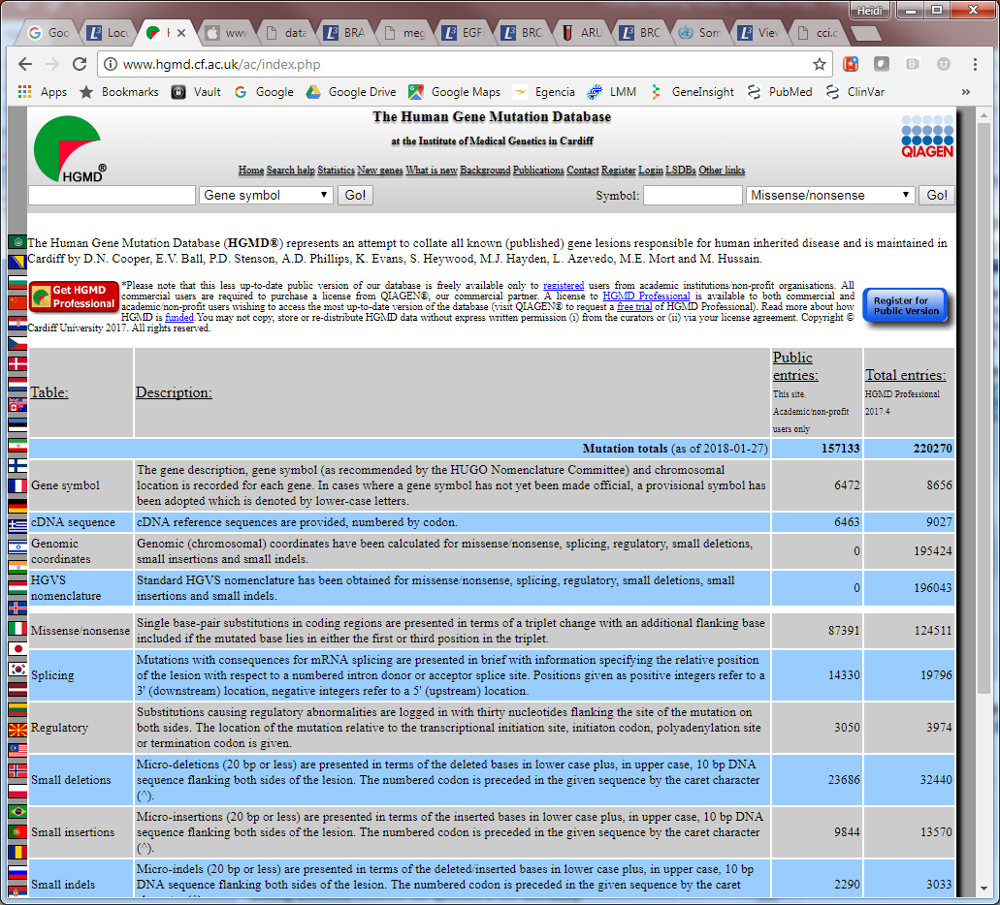 Heidi
Goo
Loc
www
data
BRA
meg
EGF
BRC
ARU
BRC
Som
Viev
cci.c
www.hgmd.cf.ac.uk/ac/index.php
Apps Bookmarks Vault Google Google Drive Google Maps Egencia LMM GeneInsight PubMed ClinVar »
The Human Gene Mutation Database
at the Institute of Medical Genetics in Cardiff
HGMD®
QIAGEN
Home Search help Statistics New genes What is new Background Publications Contact Register Login LSDBs Other links
Gene symbol Go! Symbol: Missense/nonsense Go!
The Human Gene Mutation Database (HGMD®) represents an attempt to collate all known (published) gene lesions responsible for human inherited disease and is maintained in
Cardiff by D.N. Cooper, E.V. Ball, P.D. Stenson, A.D. Phillips, K. Evans, S. Heywood, M.J. Hayden, L. Azevedo, M.E. Mort and M. Hussain.
Get HGMD
Professional
*Please note that this less up-to-date public version of our database is freely available only to registered users from academic institutions/non-profit organisations. All
commercial users are required to purchase a license from QIAGEN®, our commercial partner. A license to HGMD Professional is available to both commercial and
academic/non-profit users wishing to access the most up-to-date version of the database (visit QIAGEN® to request a free trial of HGMD Professional). Read more about how
HGMD is funded.You may not copy, store or re-distribute HGMD data without express written permission (i) from the curators or (ii) via your license agreement. Copyright ©
Cardiff University 2017. All rights reserved.
Register for
Public Version
Table: Description:
Public
entries:
This site.
Academic/non-profit
users only
Total entries:
HGMD Professional
2017.4
Mutation totals (as of 2018-01-27) 157133 220270
Gene symbol
The gene description, gene symbol (as recommended by the HUGO Nomenclature Committee) and chromosomal
location is recorded for each gene. In cases where a gene symbol has not yet been made official, a provisional symbol has
been adopted which is denoted by lower-case letters.
6472 8656
cDNA sequence cDNA reference sequences are provided, numbered by codon. 6463 9027
Genomic
coordinates
Genomic (chromosomal) coordinates have been calculated for missense/nonsense, splicing, regulatory, small deletions,
small insertions and small indels.
0 195424
HGVS
nomenclature
Standard HGVS nomenclature has been obtained for missense/nonsense, splicing, regulatory, small deletions, small
insertions and small indels.
0 196043
Missense/nonsense
Single base-pair substitutions in coding regions are presented in terms of a triplet change with an additional flanking base
included if the mutated base lies in either the first or third position in the triplet.
87391 124511
Splicing
Mutations with consequences for mRNA splicing are presented in brief with information specifying the relative position
of the lesion with respect to a numbered intron donor or acceptor splice site. Positions given as positive integers refer to a
3' (downstream) location, negative integers refer to a 5' (upstream) location.
14330 19796
Regulatory
Substitutions causing regulatory abnormalities are logged in with thirty nucleotides flanking the site of the mutation on
both sides. The location of the mutation relative to the transcriptional initiation site, initiaton codon, polyadenylation site
or termination codon is given.
3050 3974
Small deletions
Micro-deletions (20 bp or less) are presented in terms of the deleted bases in lower case plus, in upper case, 10 bp DNA
sequence flanking both sides of the lesion. The numbered codon is preceded in the given sequence by the caret character
(^).
23686 32440
Small insertions
Micro-insertions (20 bp or less) are presented in terms of the inserted bases in lower case plus, in upper case, 10 bp DNA
sequence flanking both sides of the lesion. The numbered codon is preceded in the given sequence by the caret character
(^).
9844 13570
Small indels
Micro-indels (20 bp or less) are presented in terms of the deleted/inserted bases in lower case plus, in upper case, 10 bp
DNA sequence flanking both sides of the lesion. The numbered codon is preceded in the given sequence by the caret
2290 3033